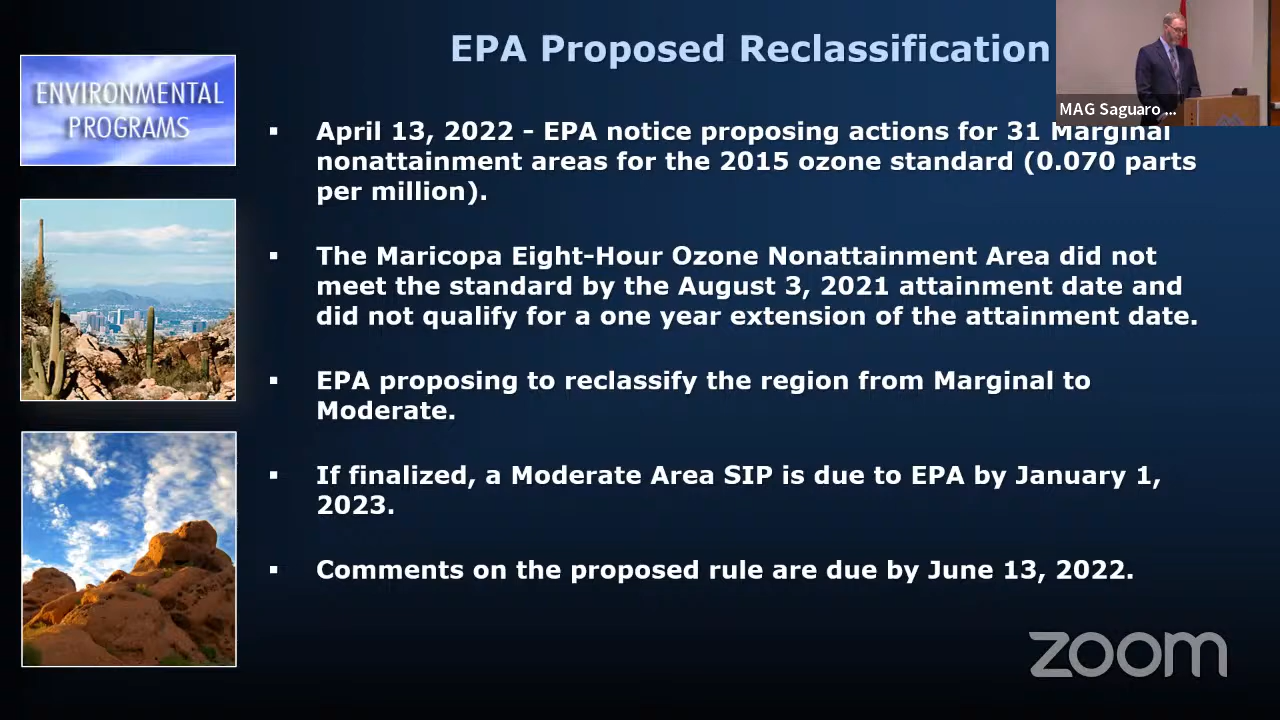 EPA Proposed Reclassification
ENVIRONMENTAL
PROGRAMS
MAG Saguaro ...
▪ April 13, 2022 – EPA notice proposing actions for 31 Marginal
nonattainment areas for the 2015 ozone standard (0.070 parts
per million).
▪ The Maricopa Eight-Hour Ozone Nonattainment Area did not
meet the standard by the August 3, 2021 attainment date and
did not qualify for a one year extension of the attainment date.
▪ EPA proposing to reclassify the region from Marginal to
Moderate.
▪ If finalized, a Moderate Area SIP is due to EPA by January 1,
2023.
▪ Comments on the proposed rule are due by June 13, 2022.
zoom